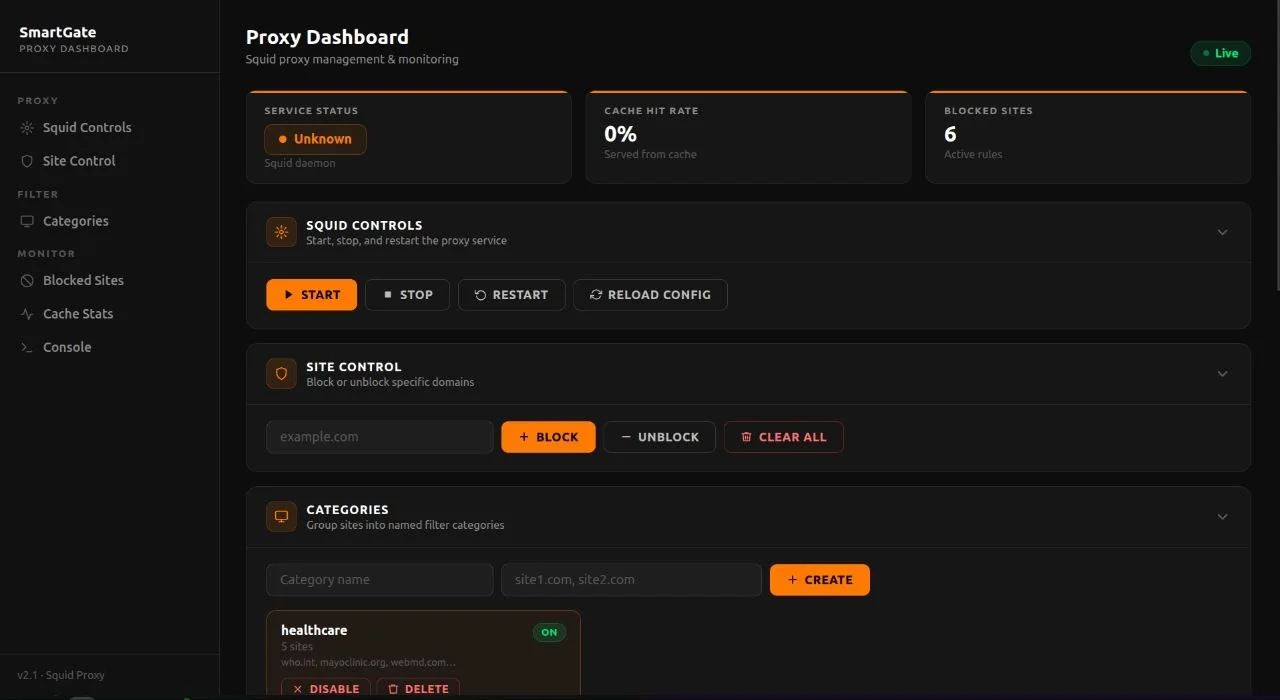 SmartGate
PROXY DASHBOARD
PROXY
Squid Controls
Site Control
FILTER
Categories
MONITOR
Blocked Sites
Cache Stats
Console
v2.1 · Squid Proxy
Proxy Dashboard
Squid proxy management & monitoring
Live
SERVICE STATUS
Unknown
Squid daemon
CACHE HIT RATE
0%
Served from cache
BLOCKED SITES
6
Active rules
SQUID CONTROLS
Start, stop, and restart the proxy service
START STOP RESTART RELOAD CONFIG
SITE CONTROL
Block or unblock specific domains
example.com + BLOCK − UNBLOCK CLEAR ALL
CATEGORIES
Group sites into named filter categories
Category name site1.com, site2.com + CREATE
healthcare ON
5 sites
who.int, mayoclinic.org, webmd.com...
× DISABLE DELETE